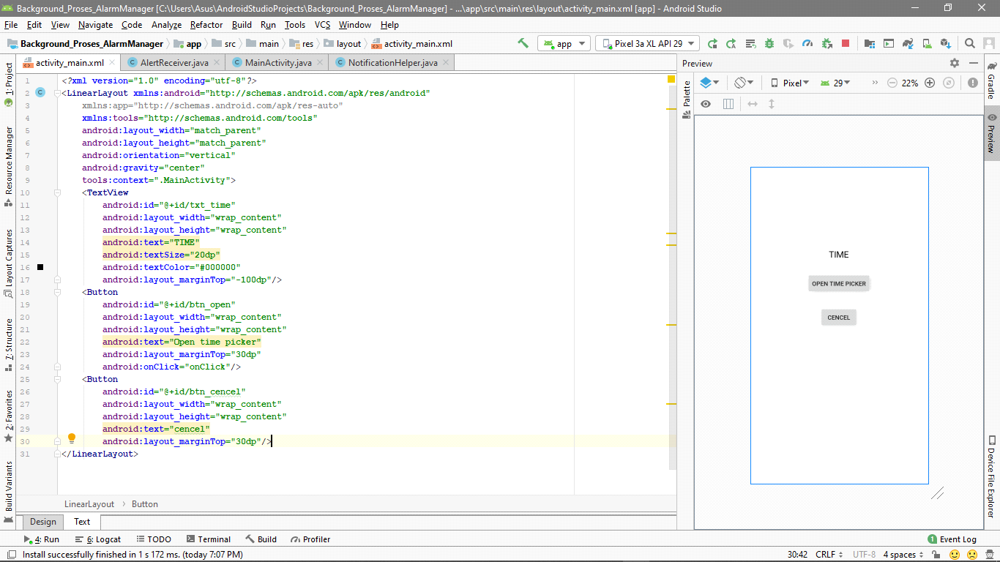 Background_Proses_AlarmManager [C:\Users\Asus\AndroidStudioProjects\Background_Proses_AlarmManager] - ...\app\src\main\res\layout\activity_main.xml [app] - Android Studio
File Edit View Navigate Code Analyze Refactor Build Run Tools VCS Window Help
Background_Proses_AlarmManager app src main res layout activity_main.xml app Pixel 3a XL API 29
activity_main.xml AlertReceiver.java MainActivity.java NotificationHelper.java
1 <?xml version="1.0" encoding="utf-8"?>
2 <LinearLayout xmlns:android="http://schemas.android.com/apk/res/android"
3 xmlns:app="http://schemas.android.com/apk/res-auto"
4 xmlns:tools="http://schemas.android.com/tools"
5 android:layout_width="match_parent"
6 android:layout_height="match_parent"
7 android:orientation="vertical"
8 android:gravity="center"
9 tools:context=".MainActivity">
10 <TextView
11 android:id="@+id/txt_time"
12 android:layout_width="wrap_content"
13 android:layout_height="wrap_content"
14 android:text="TIME"
15 android:textSize="20dp"
16 android:textColor="#000000"
17 android:layout_marginTop="-100dp"/>
18 <Button
19 android:id="@+id/btn_open"
20 android:layout_width="wrap_content"
21 android:layout_height="wrap_content"
22 android:text="Open time picker"
23 android:layout_marginTop="30dp"
24 android:onClick="onClick"/>
25 <Button
26 android:id="@+id/btn_cencel"
27 android:layout_width="wrap_content"
28 android:layout_height="wrap_content"
29 android:text="cencel"
30 android:layout_marginTop="30dp"/>
31 </LinearLayout>
LinearLayout › Button
Design Text
1: Project
Resource Manager
Layout Captures
7: Structure
2: Favorites
Build Variants
Preview
Palette
Pixel 29 » 22%
TIME
OPEN TIME PICKER
CENCEL
Gradle
Preview
Device File Explorer
4: Run 6: Logcat TODO Terminal Build Profiler 1 Event Log
Install successfully finished in 1 s 172 ms. (today 7:07 PM) 30:42 CRLF UTF-8 4 spaces